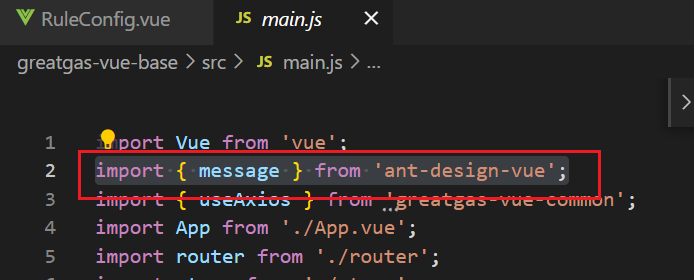 RuleConfig.vue
JS main.js
greatgas-vue-base > src > JS main.js > ...
1 import Vue from 'vue';
2 import { message } from 'ant-design-vue';
3 import { useAxios } from 'greatgas-vue-common';
4 import App from './App.vue';
5 import router from './router';